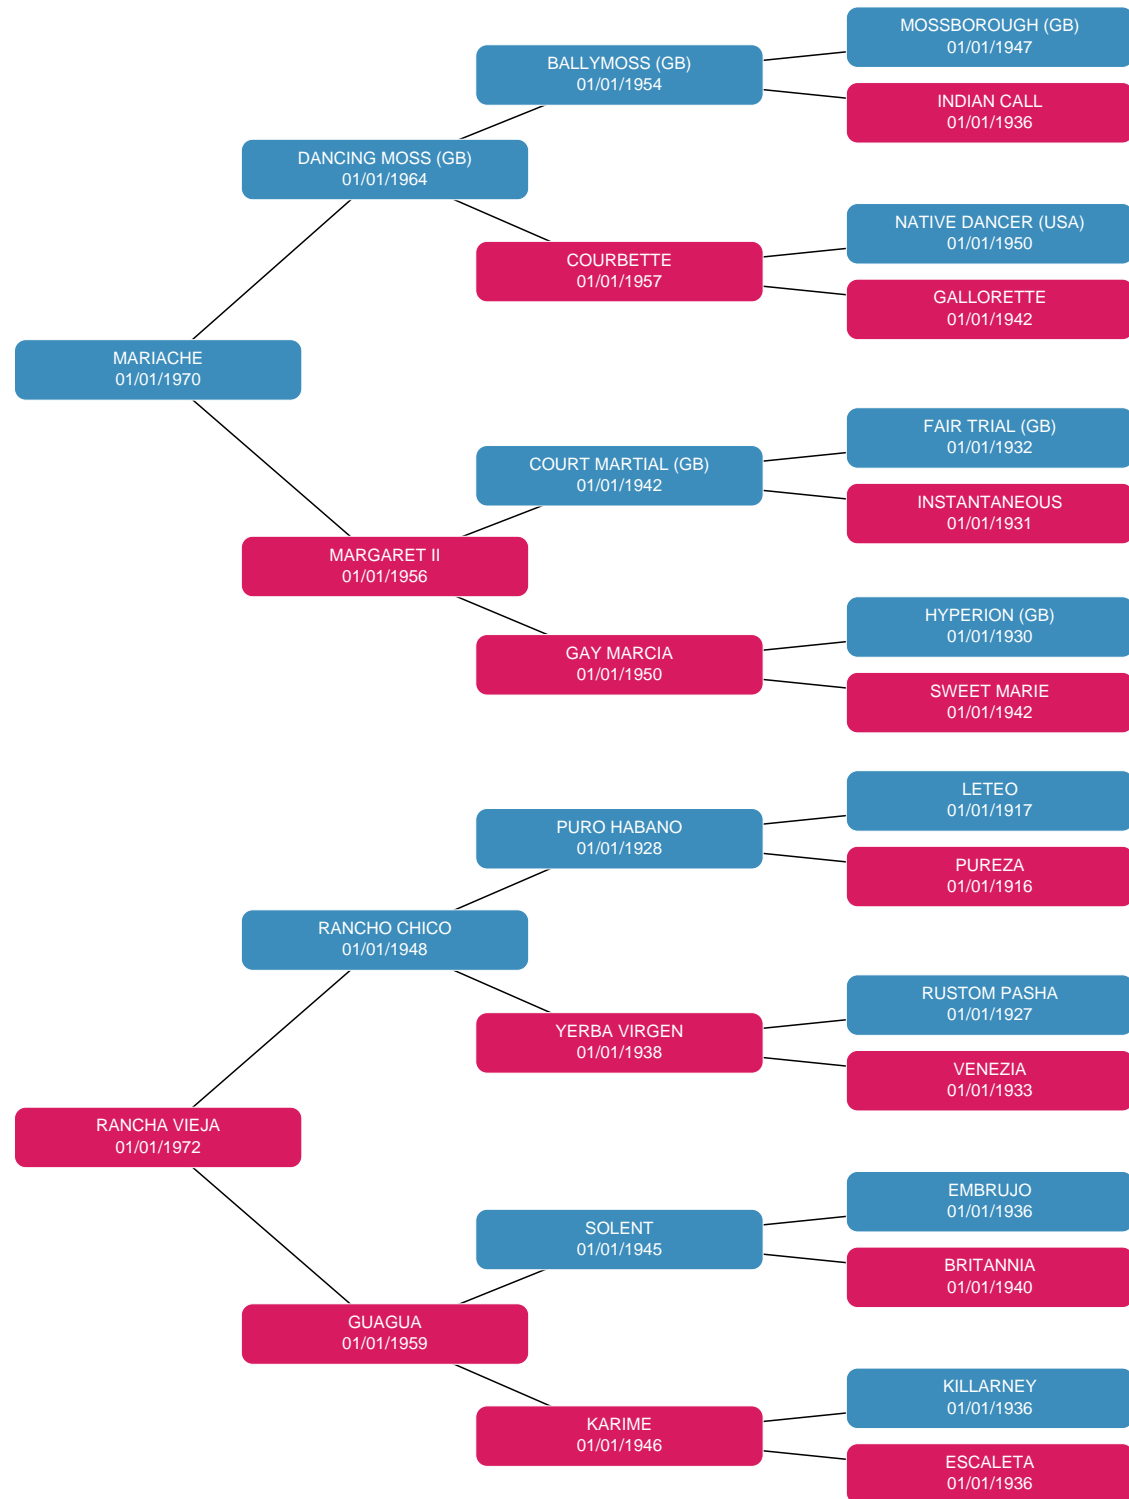 MOSSBOROUGH (GB)
01/01/1947
BALLYMOSS (GB)
01/01/1954
INDIAN CALL
01/01/1936
DANCING MOSS (GB)
01/01/1964
NATIVE DANCER (USA)
01/01/1950
COURBETTE
01/01/1957
GALLORETTE
01/01/1942
MARIACHE
01/01/1970
FAIR TRIAL (GB)
01/01/1932
COURT MARTIAL (GB)
01/01/1942
INSTANTANEOUS
01/01/1931
MARGARET II
01/01/1956
HYPERION (GB)
01/01/1930
GAY MARCIA
01/01/1950
SWEET MARIE
01/01/1942
LETEO
01/01/1917
PURO HABANO
01/01/1928
PUREZA
01/01/1916
RANCHO CHICO
01/01/1948
RUSTOM PASHA
01/01/1927
YERBA VIRGEN
01/01/1938
VENEZIA
01/01/1933
RANCHA VIEJA
01/01/1972
EMBRUJO
01/01/1936
SOLENT
01/01/1945
BRITANNIA
01/01/1940
GUAGUA
01/01/1959
KILLARNEY
01/01/1936
KARIME
01/01/1946
ESCALETA
01/01/1936